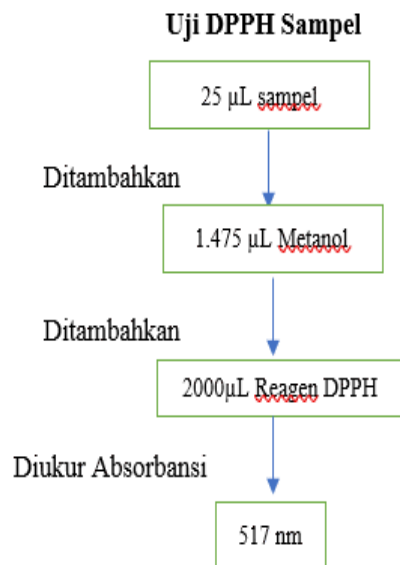 Uji DPPH Sampel
25 µL sampel
Ditambahkan
1.475 µL Metanol
Ditambahkan
2000µL Reagen DPPH
Diukur Absorbansi
517 nm